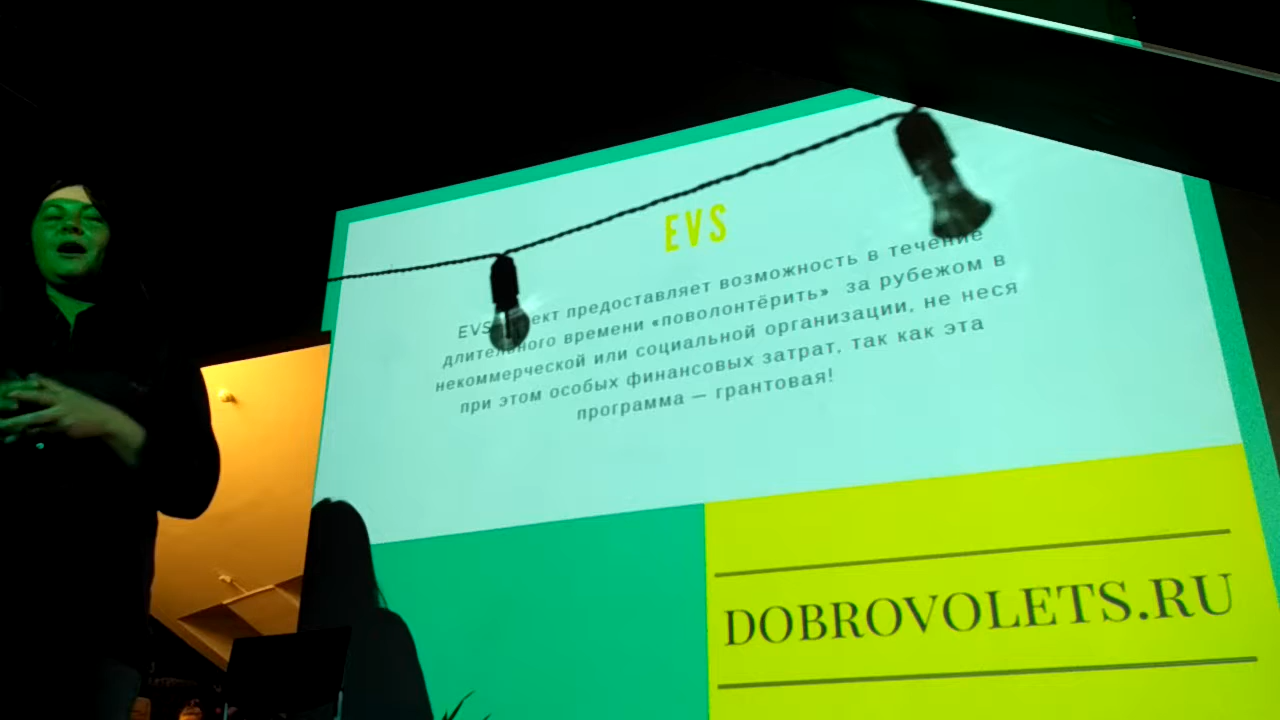 EVS
EVS предоставляет возможность в течение
длительного времени «поволонтёрить» за рубежом в
некоммерческой или социальной организации, не неся
при этом особых финансовых затрат, так как эта
программа — грантовая!
DOBROVOLETS.RU